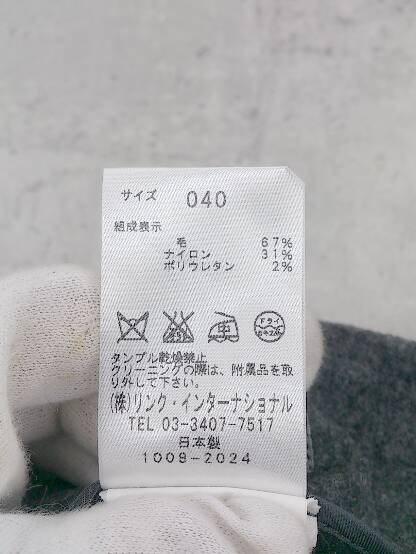 サイズ 040
組成表示
毛 67%
ナイロン 31%
ポリウレタン 2%
タンブル乾燥禁止
クリーニングの際は、附属品を取
り外して下さい。
(株)リンク・インターナショナル
TEL 03-3407-7517
日本製
1009-2024